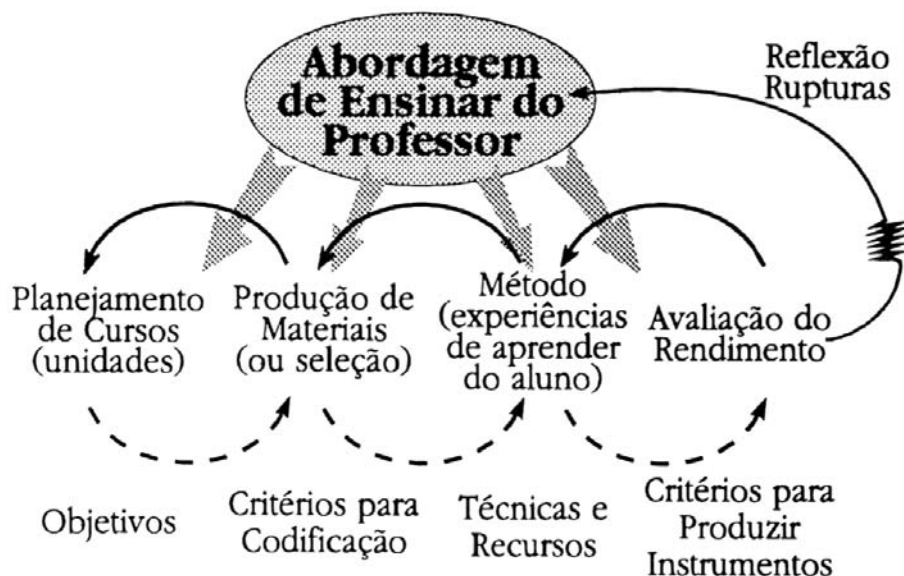 Abordagem
de Ensinar do
Professor
Reflexão
Rupturas
Planejamento
de Cursos
(unidades)
Produção de
Materiais
(ou seleção)
Método
(experiências
de aprender
do aluno)
Avaliação do
Rendimento
Objetivos
Critérios para
Codificação
Técnicas e
Recursos
Critérios para
Produzir
Instrumentos